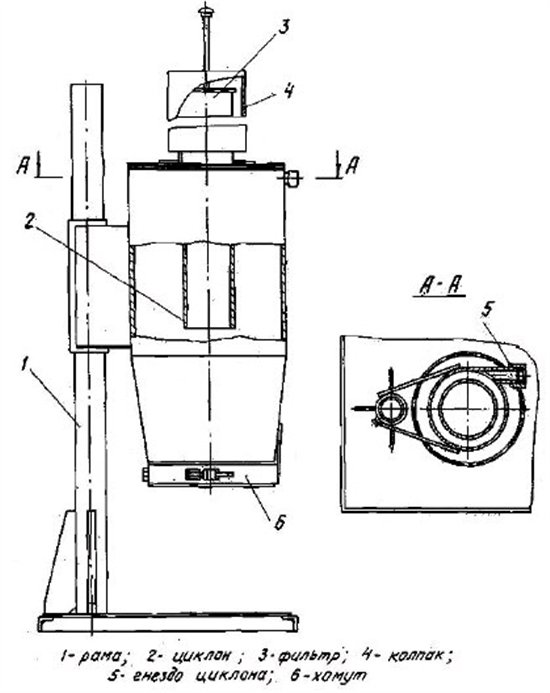 3
4
A A
2
A-A
5
1
6
1- рама; 2- циклон; 3- фильтр; 4- колпак;
5- гнездо циклона; 6- хомут